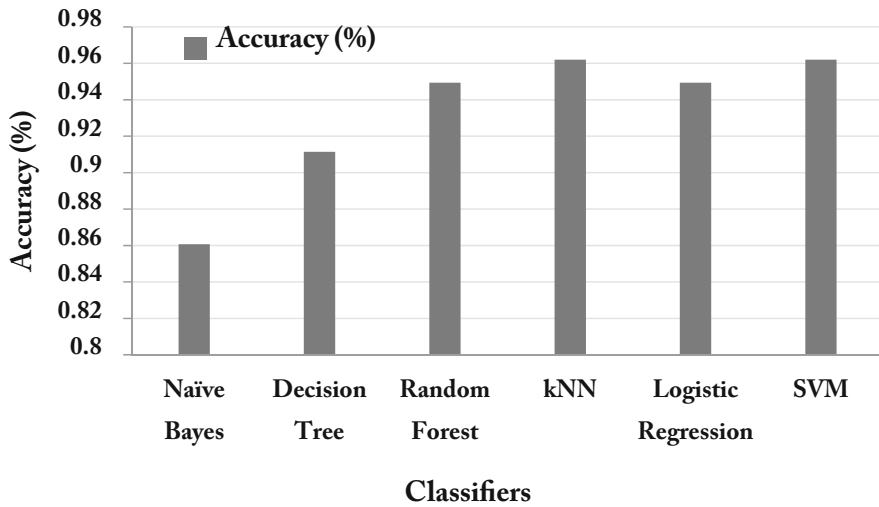 0.98
Accuracy (%)
0.96
0.94
0.92
0.9
0.88
0.86
0.84
0.82
0.8
Accuracy (%)
Naïve Bayes
Decision Tree
Random Forest
kNN
Logistic Regression
SVM
Classifiers